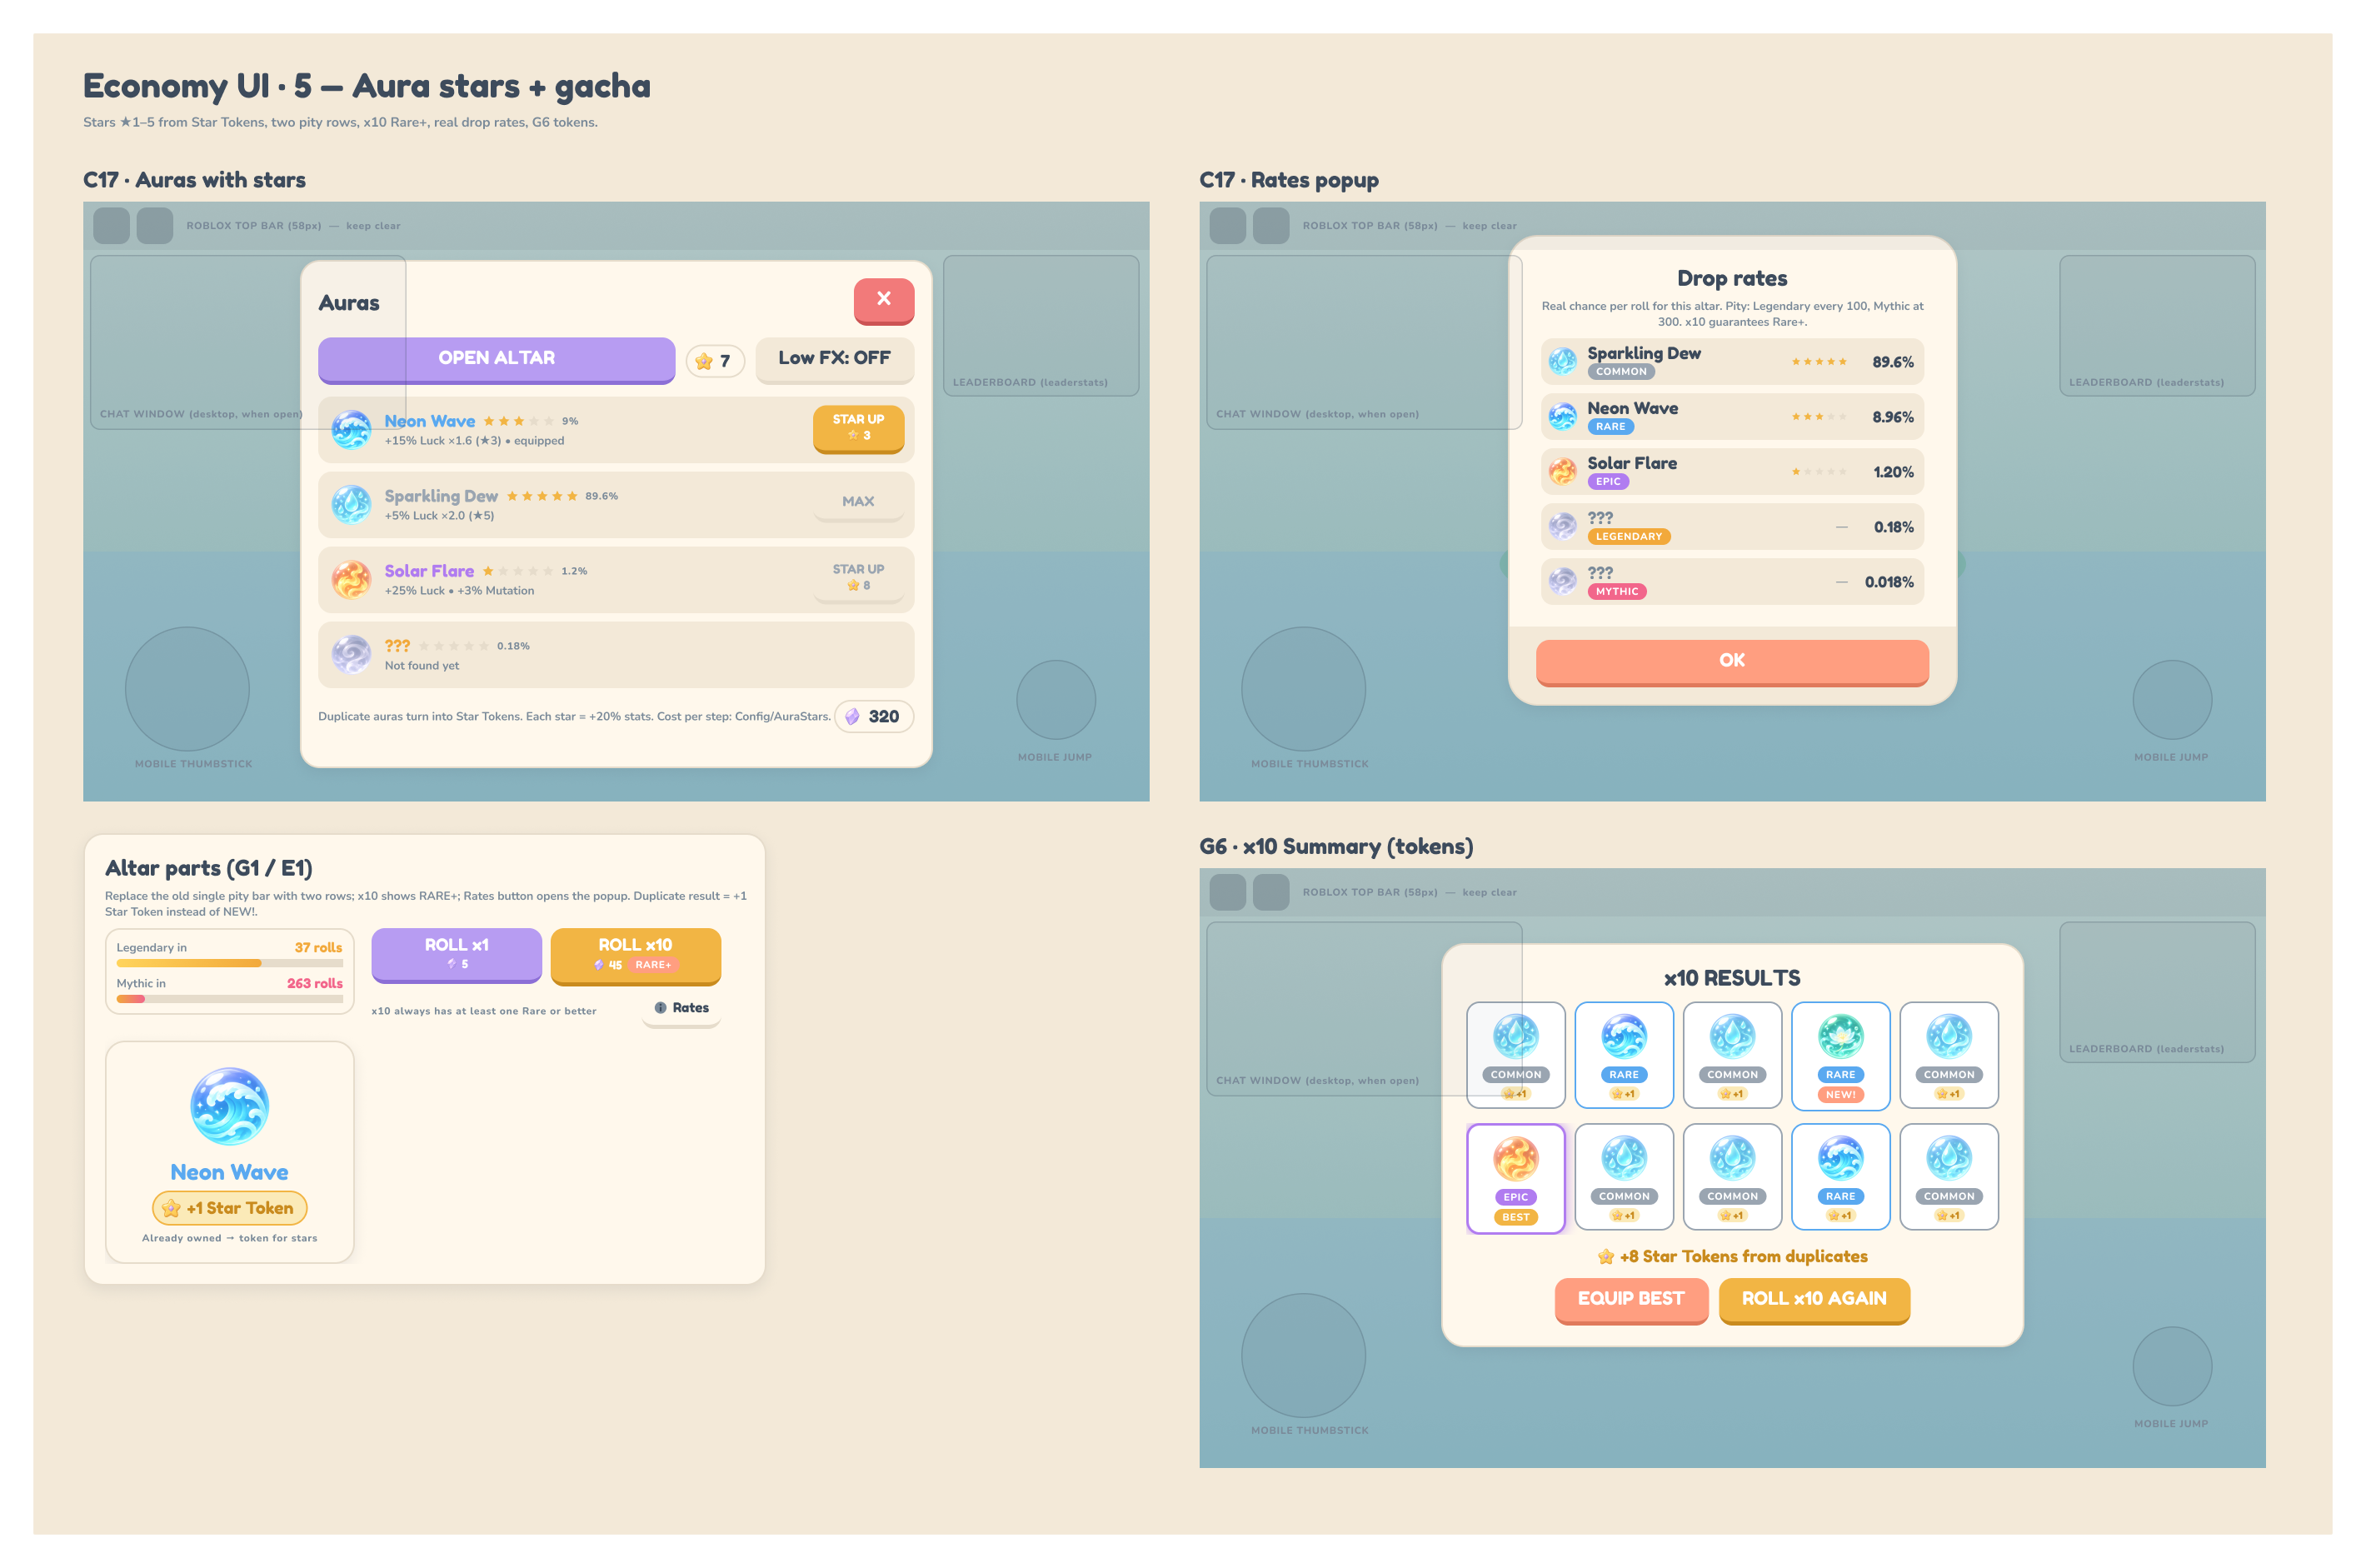 Economy UI · 5 — Aura stars + gacha
Stars ★1–5 from Star Tokens, two pity rows, x10 Rare+, real drop rates, G6 tokens.
C17 · Auras with stars
ROBLOX TOP BAR (58px) — keep clear
CHAT WINDOW (desktop, when open)
LEADERBOARD (leaderstats)
Auras
×
OPEN ALTAR
7
Low FX: OFF
Neon Wave ★★★★★ 9%
+15% Luck ×1.6 (★3) • equipped
STAR UP
☆ 3
Sparkling Dew ★★★★★ 89.6%
+5% Luck ×2.0 (★5)
MAX
Solar Flare ★★★★★ 1.2%
+25% Luck • +3% Mutation
STAR UP
8
??? ★★★★★ 0.18%
Not found yet
Duplicate auras turn into Star Tokens. Each star = +20% stats. Cost per step: Config/AuraStars.
320
MOBILE THUMBSTICK
MOBILE JUMP
C17 · Rates popup
ROBLOX TOP BAR (58px) — keep clear
CHAT WINDOW (desktop, when open)
LEADERBOARD (leaderstats)
Drop rates
Real chance per roll for this altar. Pity: Legendary every 100, Mythic at
300. x10 guarantees Rare+.
Sparkling Dew
COMMON
★★★★★ 89.6%
Neon Wave
RARE
★★★★★ 8.96%
Solar Flare
EPIC
★★★★★ 1.20%
???
LEGENDARY
— 0.18%
???
MYTHIC
— 0.018%
OK
MOBILE THUMBSTICK
MOBILE JUMP
Altar parts (G1 / E1)
Replace the old single pity bar with two rows; x10 shows RARE+; Rates button opens the popup. Duplicate result = +1
Star Token instead of NEW!.
Legendary in 37 rolls
Mythic in 263 rolls
ROLL x1
5
ROLL x10
45 RARE+
x10 always has at least one Rare or better
Rates
Neon Wave
+1 Star Token
Already owned → token for stars
G6 · x10 Summary (tokens)
ROBLOX TOP BAR (58px) — keep clear
CHAT WINDOW (desktop, when open)
LEADERBOARD (leaderstats)
x10 RESULTS
COMMON RARE COMMON RARE COMMON
+1 +1 +1 NEW! +1
EPIC COMMON COMMON RARE COMMON
BEST +1 +1 +1 +1
+8 Star Tokens from duplicates
EQUIP BEST
ROLL x10 AGAIN
MOBILE THUMBSTICK
MOBILE JUMP